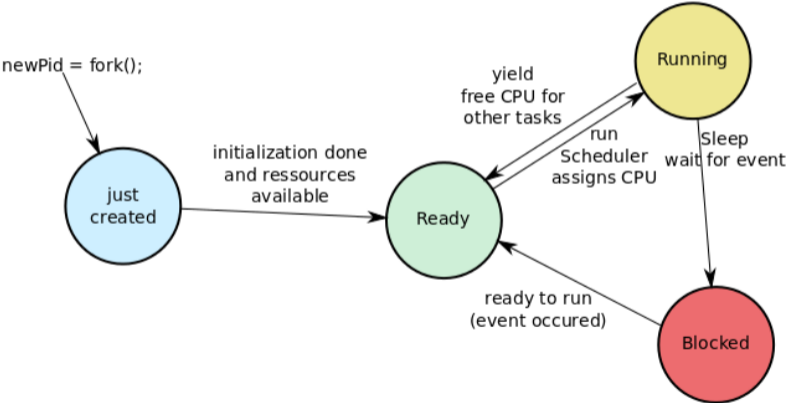 newPid = fork();
just
created
initialization done
and ressources
available
Ready
yield
free CPU for
other tasks
run
Scheduler
assigns CPU
Running
Sleep
wait for event
Blocked
ready to run
(event occured)